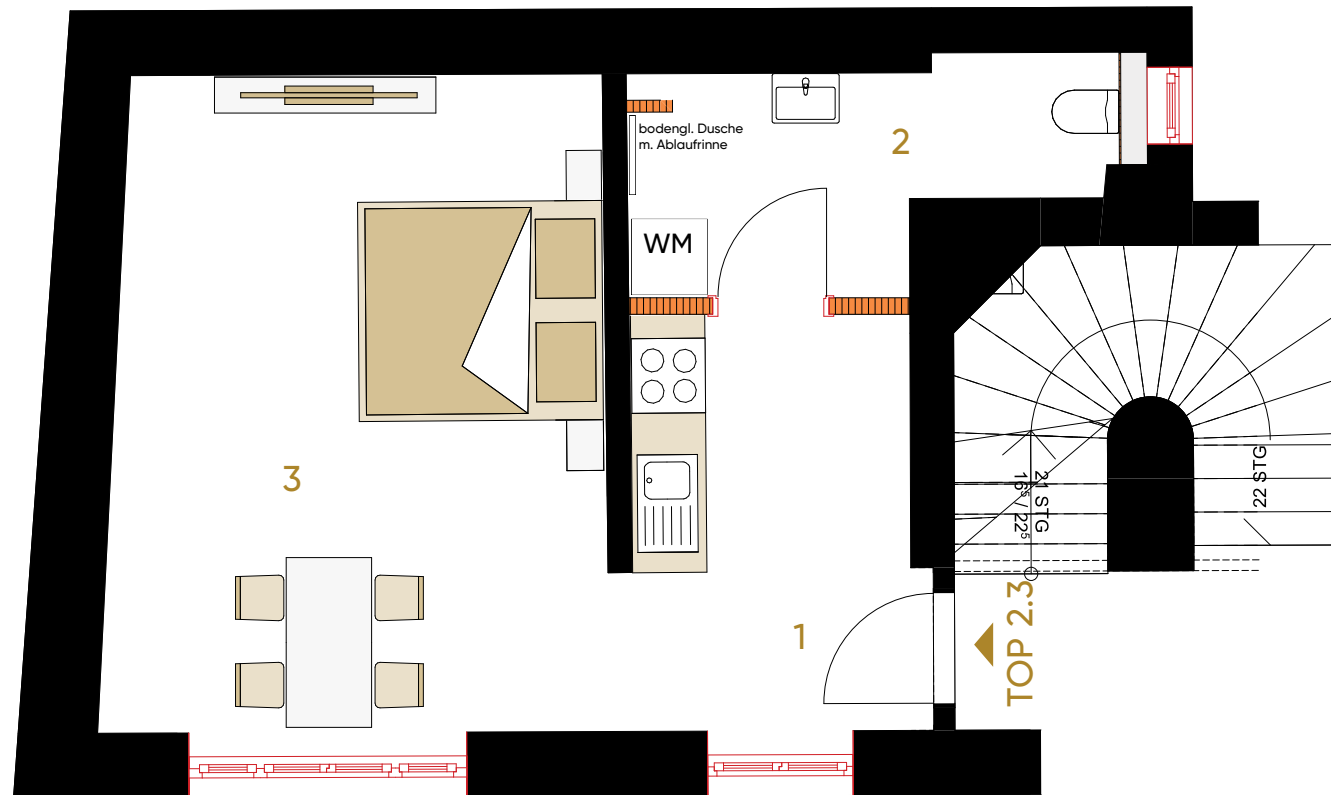 bodengl. Dusche
m. Ablaufrinne
2
WM
3
21 STG
16⁵ / 22⁵
22 STG
1
TOP 2.3